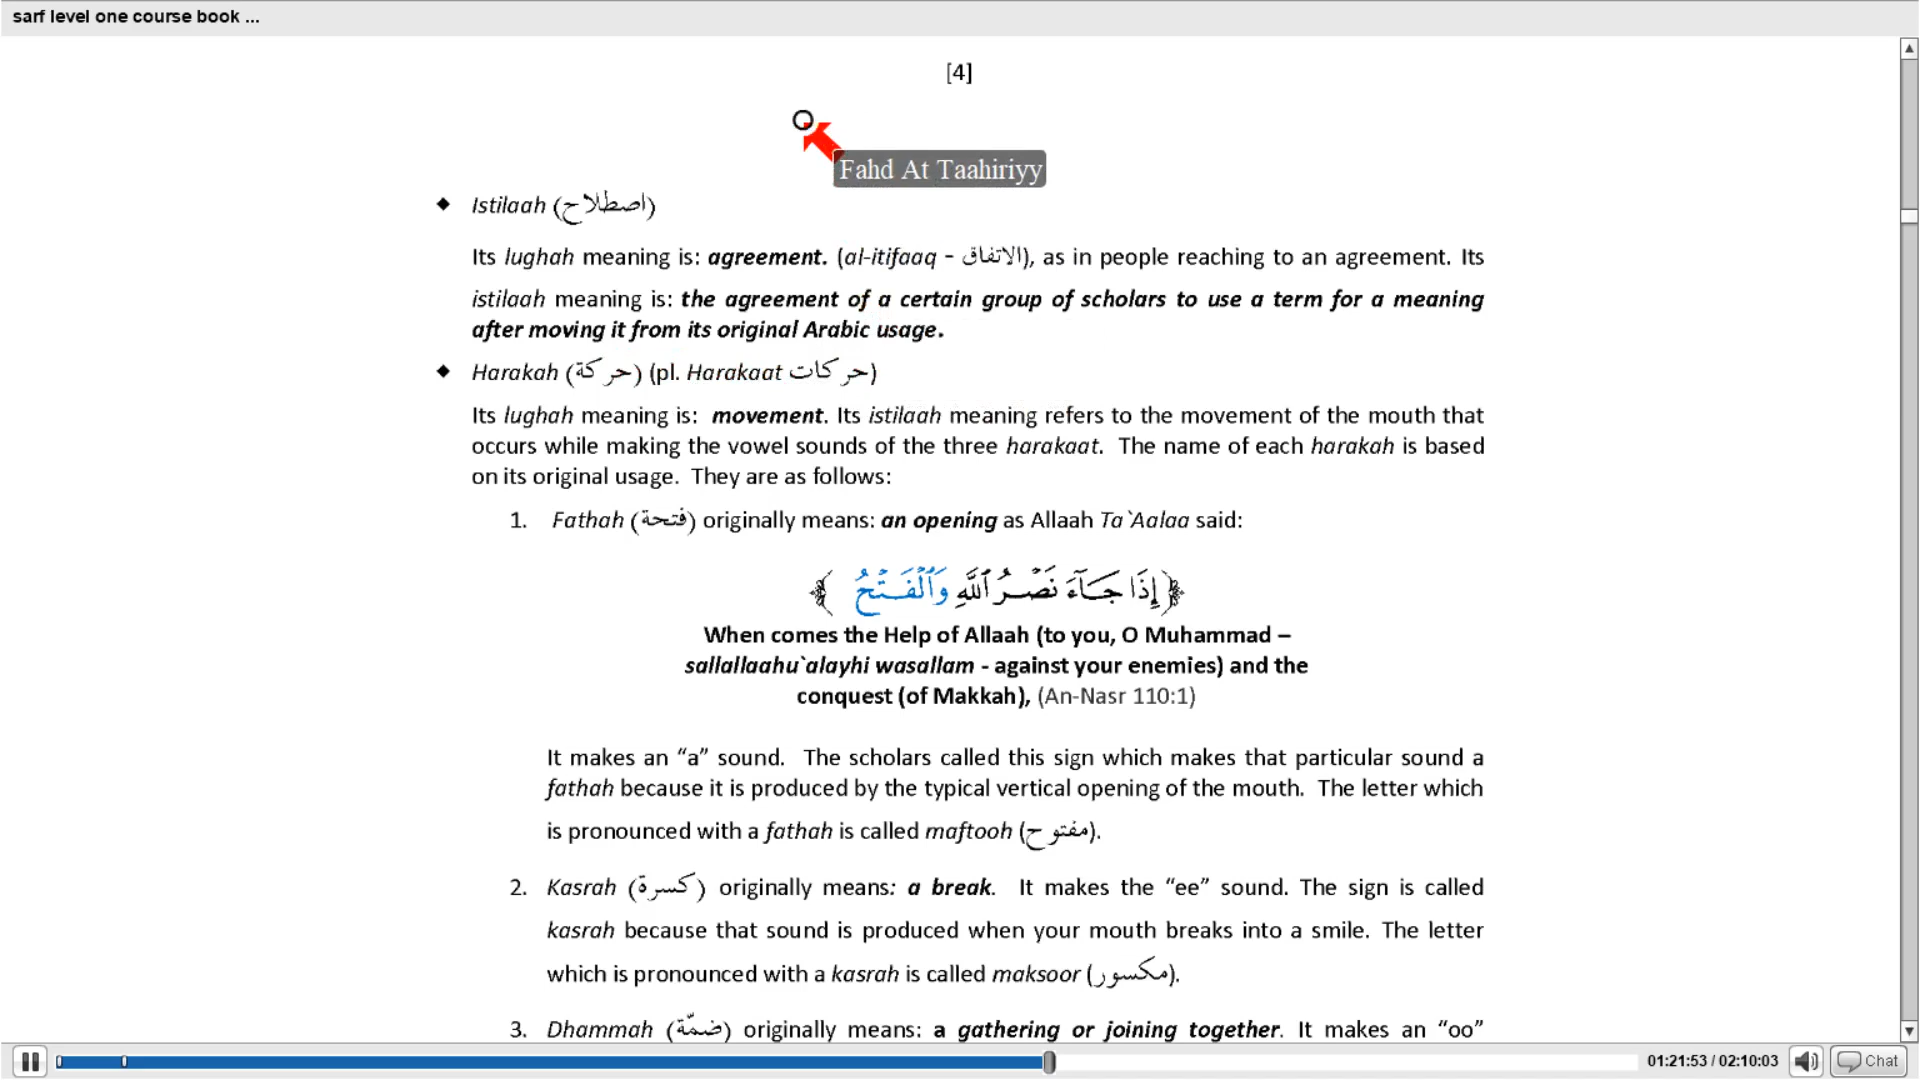 sarf level one course book ...
[4]
Fahd At Taahiriyy
◆ Istilaah (اصطلاح)
Its lughah meaning is: agreement. (al-itifaaq - الاتفاق), as in people reaching to an agreement. Its
istilaah meaning is: the agreement of a certain group of scholars to use a term for a meaning
after moving it from its original Arabic usage.
◆ Harakah (حركة) (pl. Harakaat حركات)
Its lughah meaning is: movement. Its istilaah meaning refers to the movement of the mouth that
occurs while making the vowel sounds of the three harakaat. The name of each harakah is based
on its original usage. They are as follows:
1. Fathah (فتحة) originally means: an opening as Allaah Ta`Aalaa said:
﴿إِذَا جَآءَ نَصْرُ ٱللَّهِ وَٱلْفَتْحُ ﴾
When comes the Help of Allaah (to you, O Muhammad –
sallallaahu`alayhi wasallam - against your enemies) and the
conquest (of Makkah), (An-Nasr 110:1)
It makes an “a” sound. The scholars called this sign which makes that particular sound a
fathah because it is produced by the typical vertical opening of the mouth. The letter which
is pronounced with a fathah is called maftooh (مفتوح).
2. Kasrah (كسرة) originally means: a break. It makes the “ee” sound. The sign is called
kasrah because that sound is produced when your mouth breaks into a smile. The letter
which is pronounced with a kasrah is called maksoor (مكسور).
3. Dhammah (ضمّة) originally means: a gathering or joining together. It makes an “oo”
01:21:53 / 02:10:03
Chat